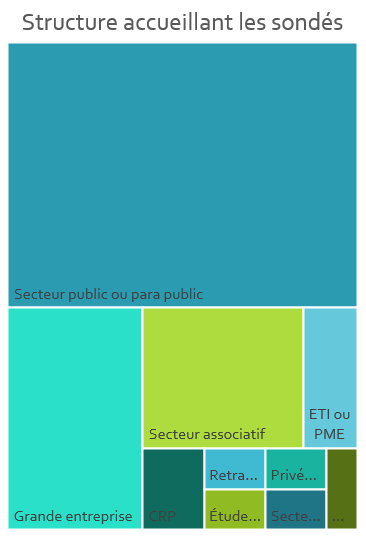 Structure accueillant les sondés
Secteur public ou para public
Grande entreprise
Secteur associatif
ETI ou
PME
CRP
Retra...
Privé...
Étude...
Secte...
...